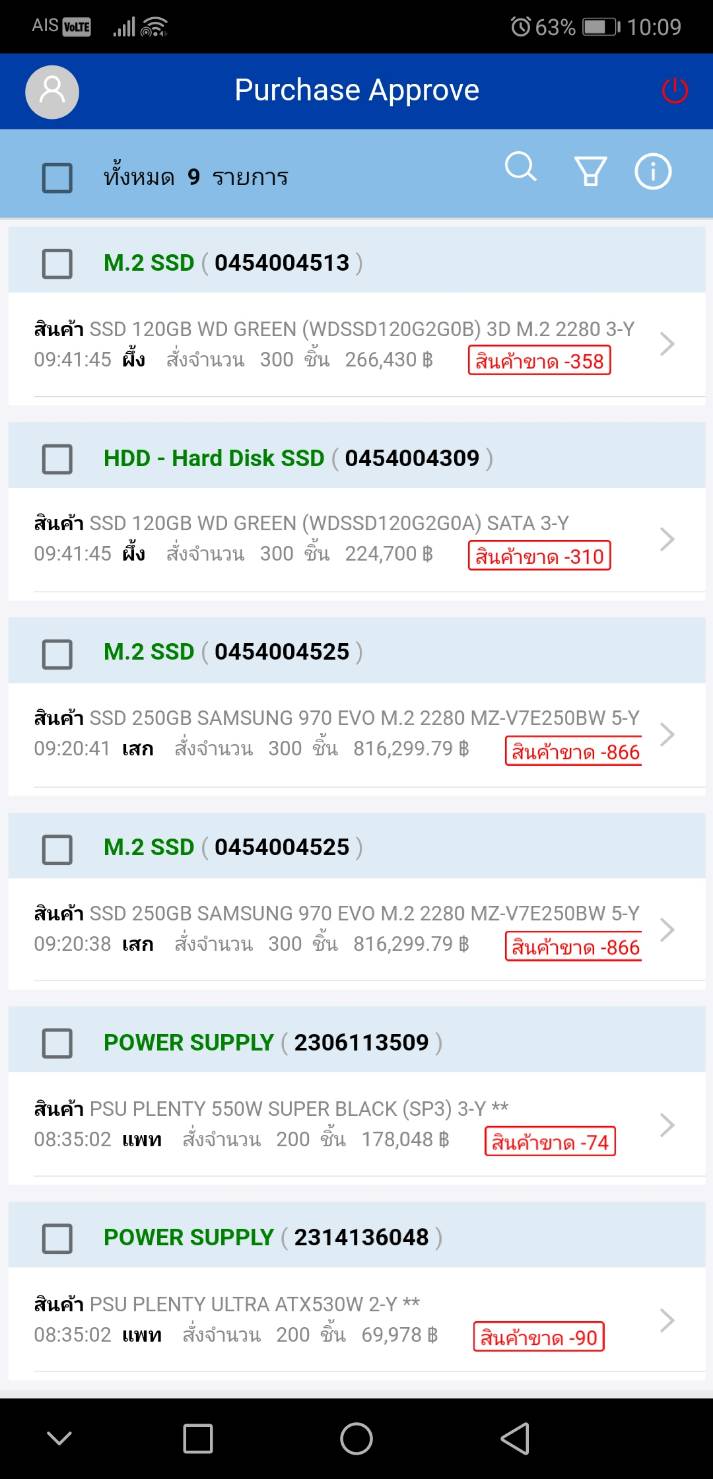 AIS VoLTE 63% 10:09
Purchase Approve
ทั้งหมด 9 รายการ
M.2 SSD ( 0454004513 )
สินค้า SSD 120GB WD GREEN (WDSSD120G2G0B) 3D M.2 2280 3-Y
09:41:45 ผึ้ง สั่งจำนวน 300 ชิ้น 266,430 ฿ สินค้าขาด -358
HDD - Hard Disk SSD ( 0454004309 )
สินค้า SSD 120GB WD GREEN (WDSSD120G2G0A) SATA 3-Y
09:41:45 ผึ้ง สั่งจำนวน 300 ชิ้น 224,700 ฿ สินค้าขาด -310
M.2 SSD ( 0454004525 )
สินค้า SSD 250GB SAMSUNG 970 EVO M.2 2280 MZ-V7E250BW 5-Y
09:20:41 เสก สั่งจำนวน 300 ชิ้น 816,299.79 ฿ สินค้าขาด -866
M.2 SSD ( 0454004525 )
สินค้า SSD 250GB SAMSUNG 970 EVO M.2 2280 MZ-V7E250BW 5-Y
09:20:38 เสก สั่งจำนวน 300 ชิ้น 816,299.79 ฿ สินค้าขาด -866
POWER SUPPLY ( 2306113509 )
สินค้า PSU PLENTY 550W SUPER BLACK (SP3) 3-Y **
08:35:02 แพท สั่งจำนวน 200 ชิ้น 178,048 ฿ สินค้าขาด -74
POWER SUPPLY ( 2314136048 )
สินค้า PSU PLENTY ULTRA ATX530W 2-Y **
08:35:02 แพท สั่งจำนวน 200 ชิ้น 69,978 ฿ สินค้าขาด -90